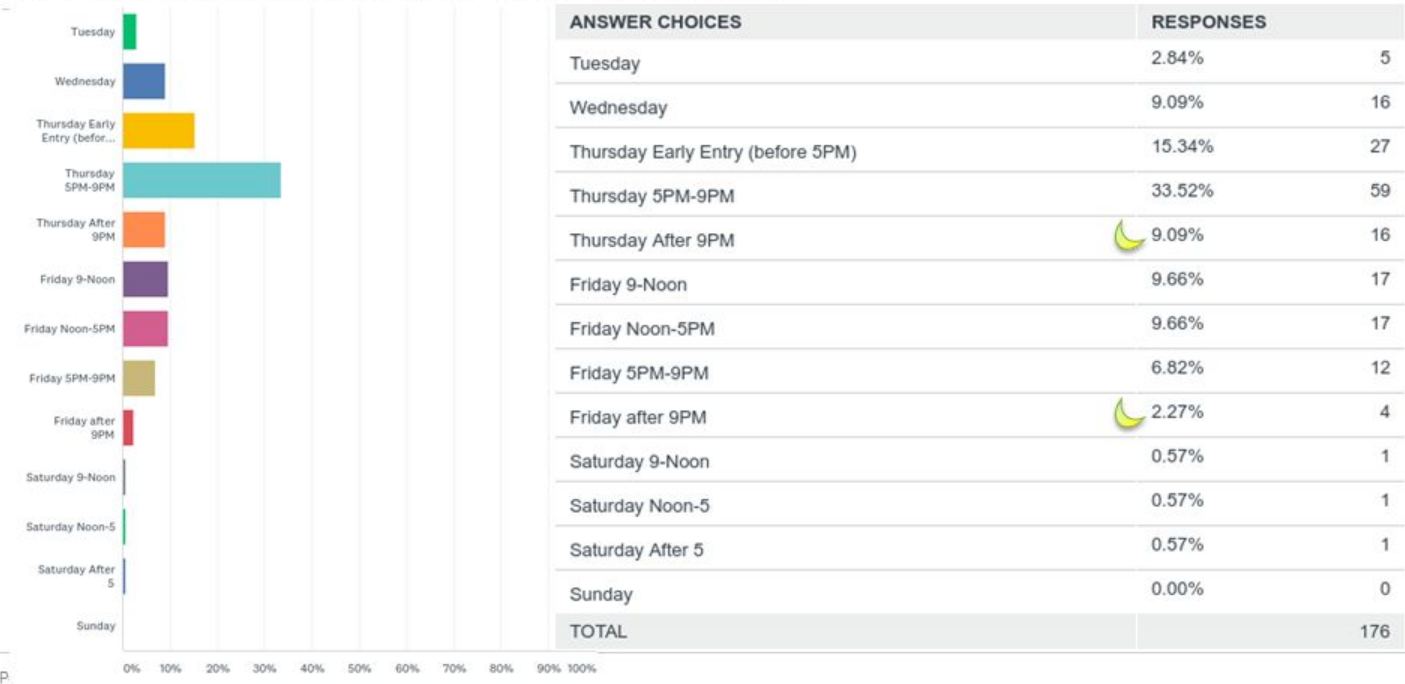 Tuesday
Wednesday
Thursday Early
Entry (befor...
Thursday
5PM-9PM
Thursday After
9PM
Friday 9-Noon
Friday Noon-5PM
Friday 5PM-9PM
Friday after
9PM
Saturday 9-Noon
Saturday Noon-5
Saturday After
5
Sunday
0% 10% 20% 30% 40% 50% 60% 70% 80% 90% 100%
ANSWER CHOICES RESPONSES
Tuesday 2.84% 5
Wednesday 9.09% 16
Thursday Early Entry (before 5PM) 15.34% 27
Thursday 5PM-9PM 33.52% 59
Thursday After 9PM 9.09% 16
Friday 9-Noon 9.66% 17
Friday Noon-5PM 9.66% 17
Friday 5PM-9PM 6.82% 12
Friday after 9PM 2.27% 4
Saturday 9-Noon 0.57% 1
Saturday Noon-5 0.57% 1
Saturday After 5 0.57% 1
Sunday 0.00% 0
TOTAL 176
P